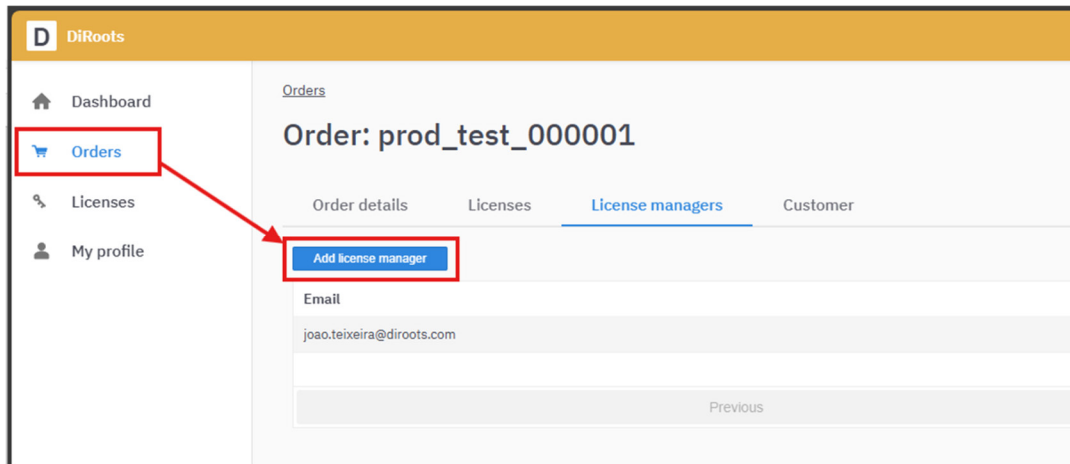 D DiRoots
Dashboard
Orders
Licenses
My profile
Orders
Order: prod_test_000001
Order details Licenses License managers Customer
Add license manager
Email
joao.teixeira@diroots.com
Previous